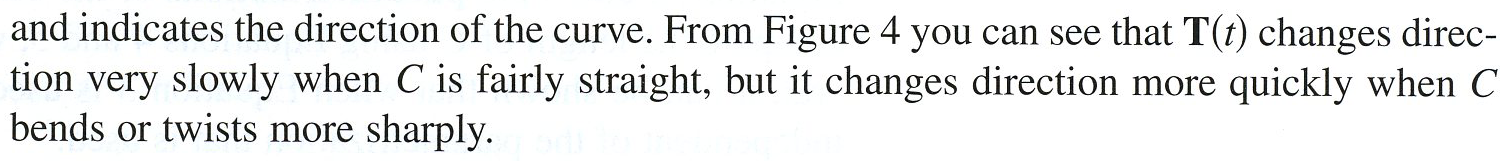 and indicates the direction of the curve. From Figure 4 you can see that T(t) changes direc-
tion very slowly when C is fairly straight, but it changes direction more quickly when C
bends or twists more sharply.